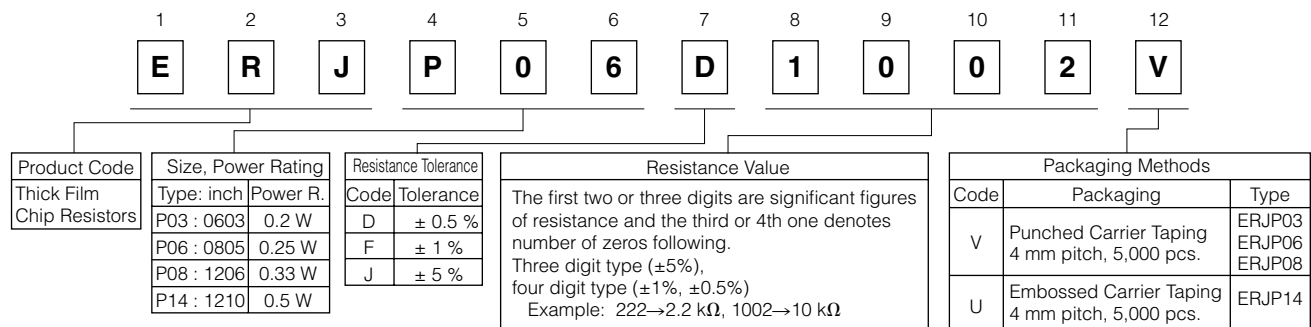 1 2 3 4 5 6 7 8 9 10 11 12
E R J P 0 6 D 1 0 0 2 V
Product Code
Thick Film
Chip Resistors
Size, Power Rating
Type: inch Power R.
P03 : 0603 0.2 W
P06 : 0805 0.25 W
P08 : 1206 0.33 W
P14 : 1210 0.5 W
Resistance Tolerance
Code Tolerance
D ± 0.5 %
F ± 1 %
J ± 5 %
Resistance Value
The first two or three digits are significant figures
of resistance and the third or 4th one denotes
number of zeros following.
Three digit type (±5%),
four digit type (±1%, ±0.5%)
Example: 222→2.2 kΩ, 1002→10 kΩ
Packaging Methods
Code Packaging Type
V Punched Carrier Taping
4 mm pitch, 5,000 pcs.
ERJP03
ERJP06
ERJP08
U Embossed Carrier Taping
4 mm pitch, 5,000 pcs.
ERJP14